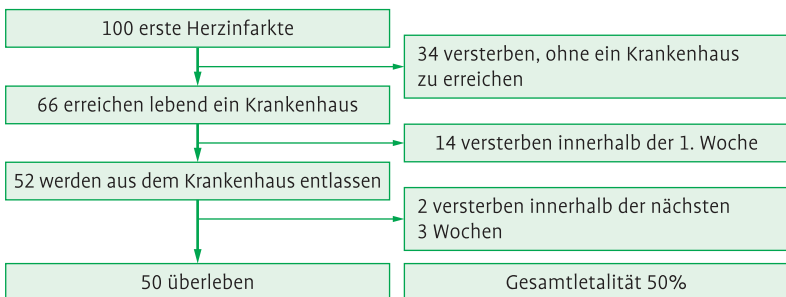 100 erste Herzinfarkte
34 versterben, ohne ein Krankenhaus
zu erreichen
66 erreichen lebend ein Krankenhaus
14 versterben innerhalb der 1. Woche
52 werden aus dem Krankenhaus entlassen
2 versterben innerhalb der nächsten
3 Wochen
50 überleben
Gesamtletalität 50%